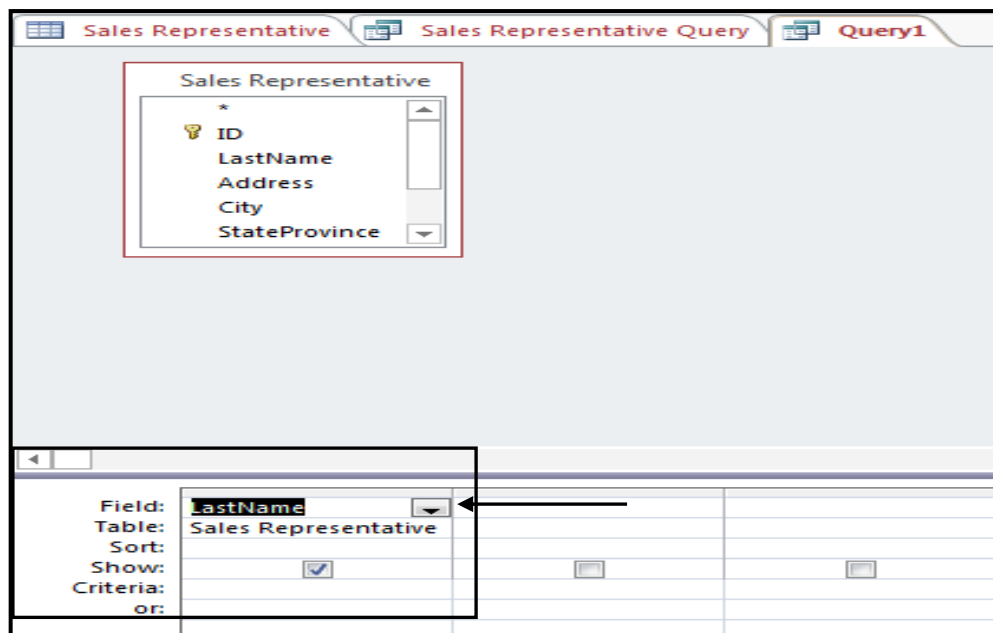 Sales Representative Sales Representative Query Query1
Sales Representative
*
ID
LastName
Address
City
StateProvince
Field: LastName
Table: Sales Representative
Sort:
Show:
Criteria:
or: